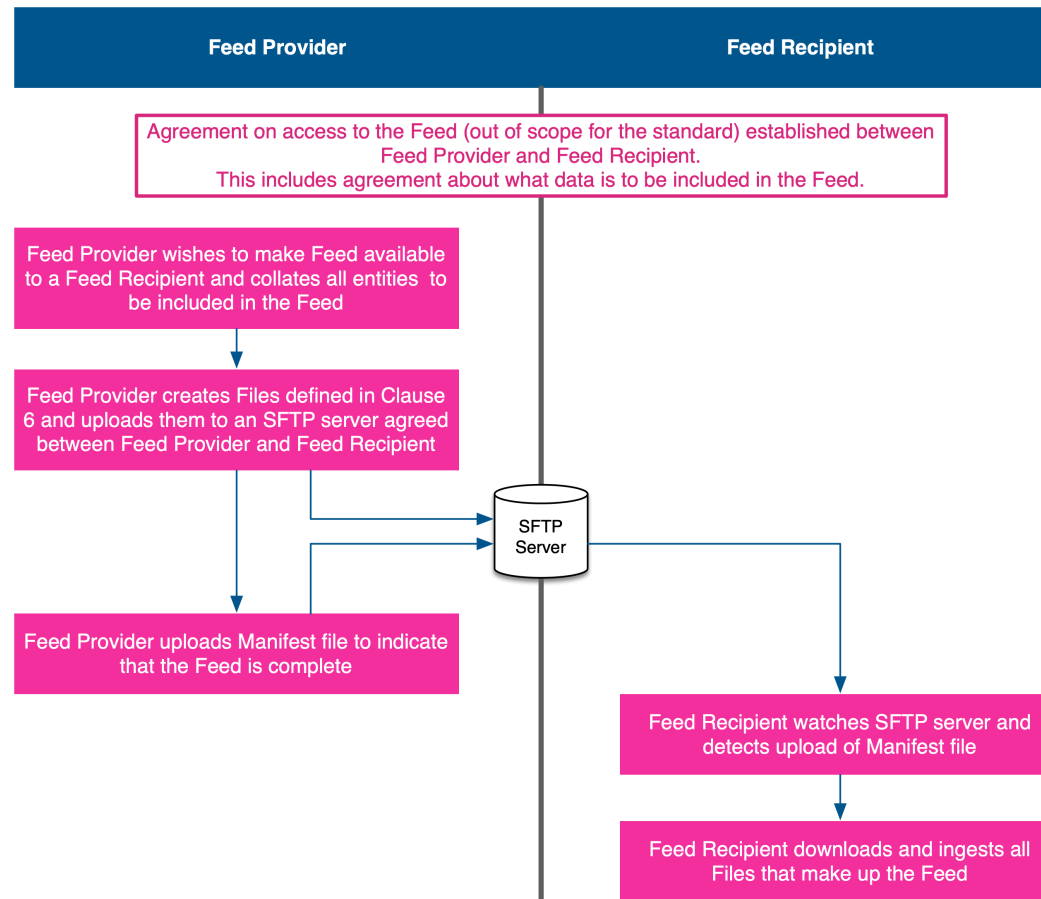 Feed Provider
Feed Recipient
Agreement on access to the Feed (out of scope for the standard) established between
Feed Provider and Feed Recipient.
This includes agreement about what data is to be included in the Feed.
Feed Provider wishes to make Feed available
to a Feed Recipient and collates all entities to
be included in the Feed
Feed Provider creates Files defined in Clause
6 and uploads them to an SFTP server agreed
between Feed Provider and Feed Recipient
SFTP
Server
Feed Provider uploads Manifest file to indicate
that the Feed is complete
Feed Recipient watches SFTP server and
detects upload of Manifest file
Feed Recipient downloads and ingests all
Files that make up the Feed